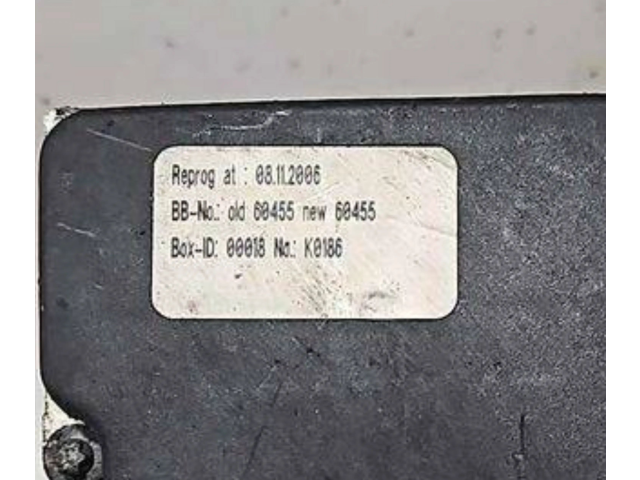 Reprog at : 08.11.2006
BB-No.: old 60455 new 60455
Box-ID: 00018 No.: K0186